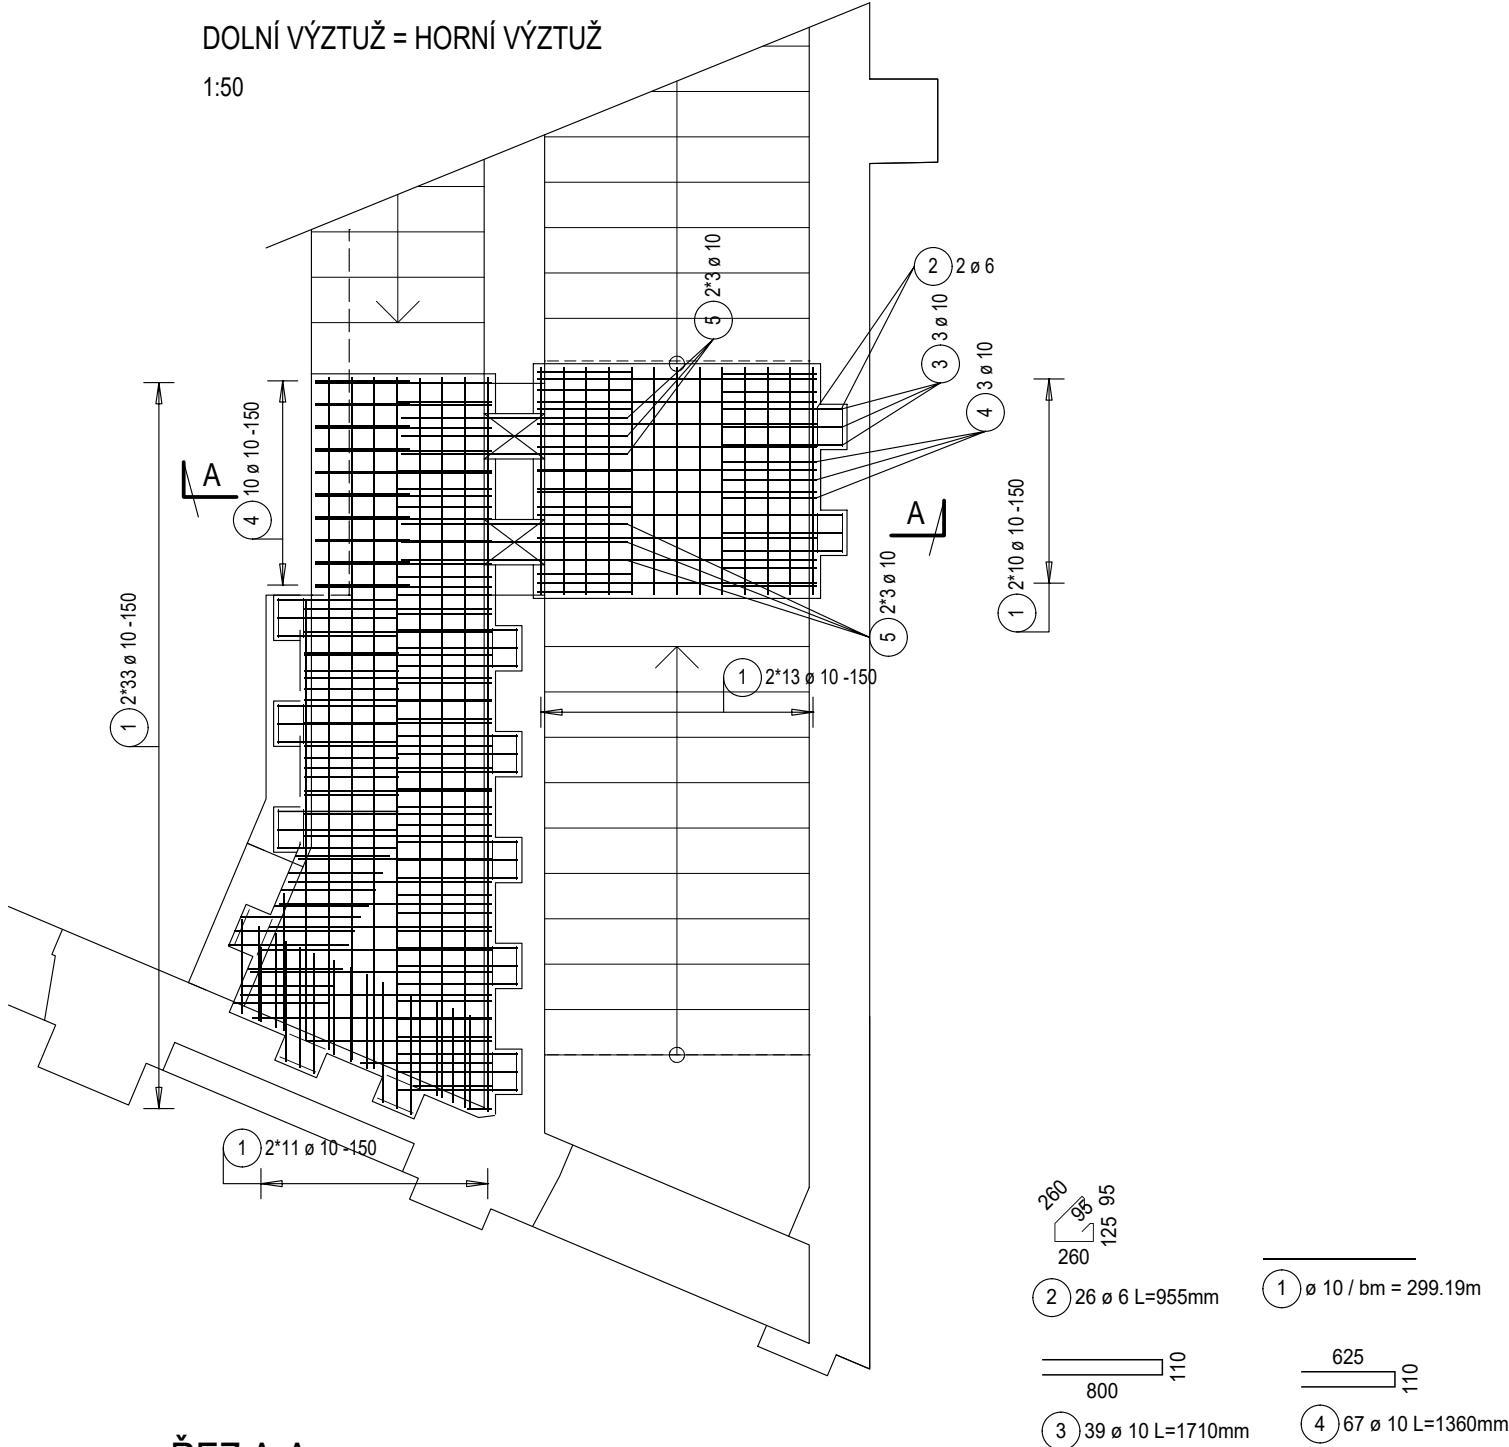 DOLNÍ VÝZTUŽ = HORNÍ VÝZTUŽ
1:50
5 2*3 ø 10
2 2 ø 6
3 3 ø 10
4 3 ø 10
A
4 10 ø 10 -150
A
1 2*10 ø 10 -150
5 2*3 ø 10
1 2*33 ø 10 -150
1 2*13 ø 10 -150
1 2*11 ø 10 -150
260
95
95
125
260
2 26 ø 6 L=955mm
1 ø 10 / bm = 299.19m
110
800
3 39 ø 10 L=1710mm
625
110
4 67 ø 10 L=1360mm
ŘEZ A-A